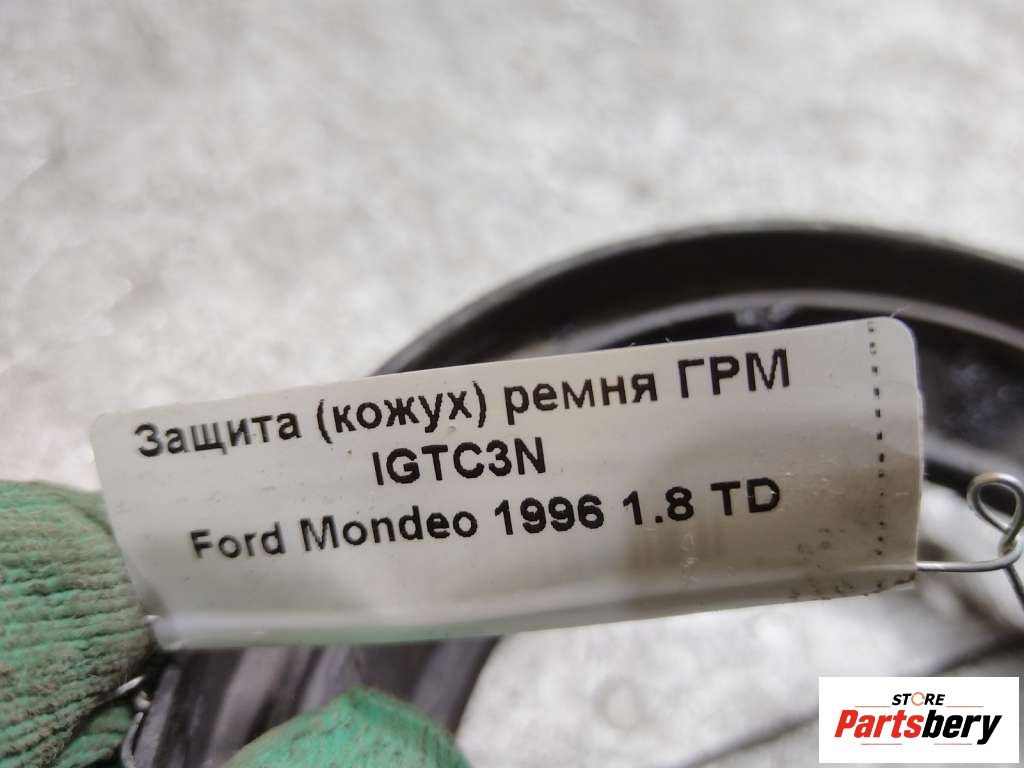 Защита (кожух) ремня ГРМ
IGTC3N
Ford Mondeo 1996 1.8 TD
STORE
Partsbery